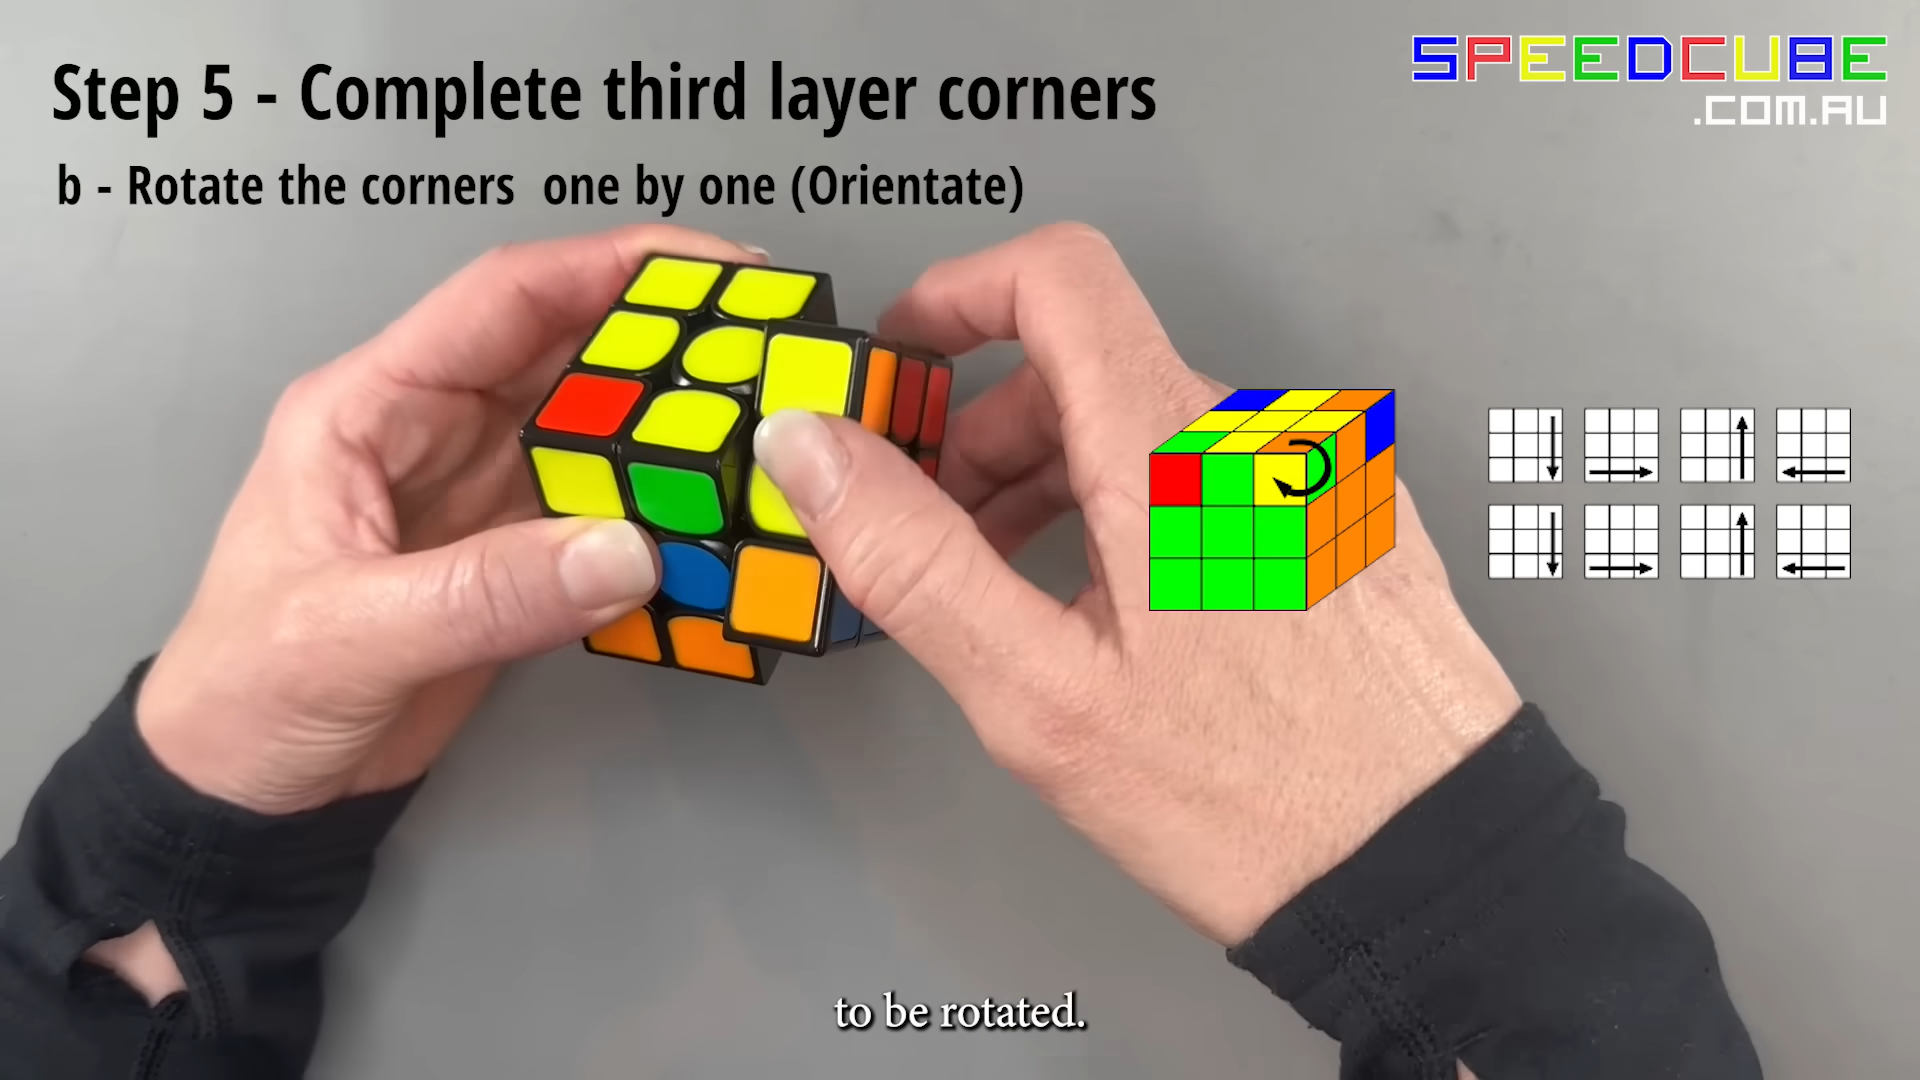 SPEEDCUBE
.COM.AU
Step 5 - Complete third layer corners
b - Rotate the corners one by one (Orientate)
to be rotated.